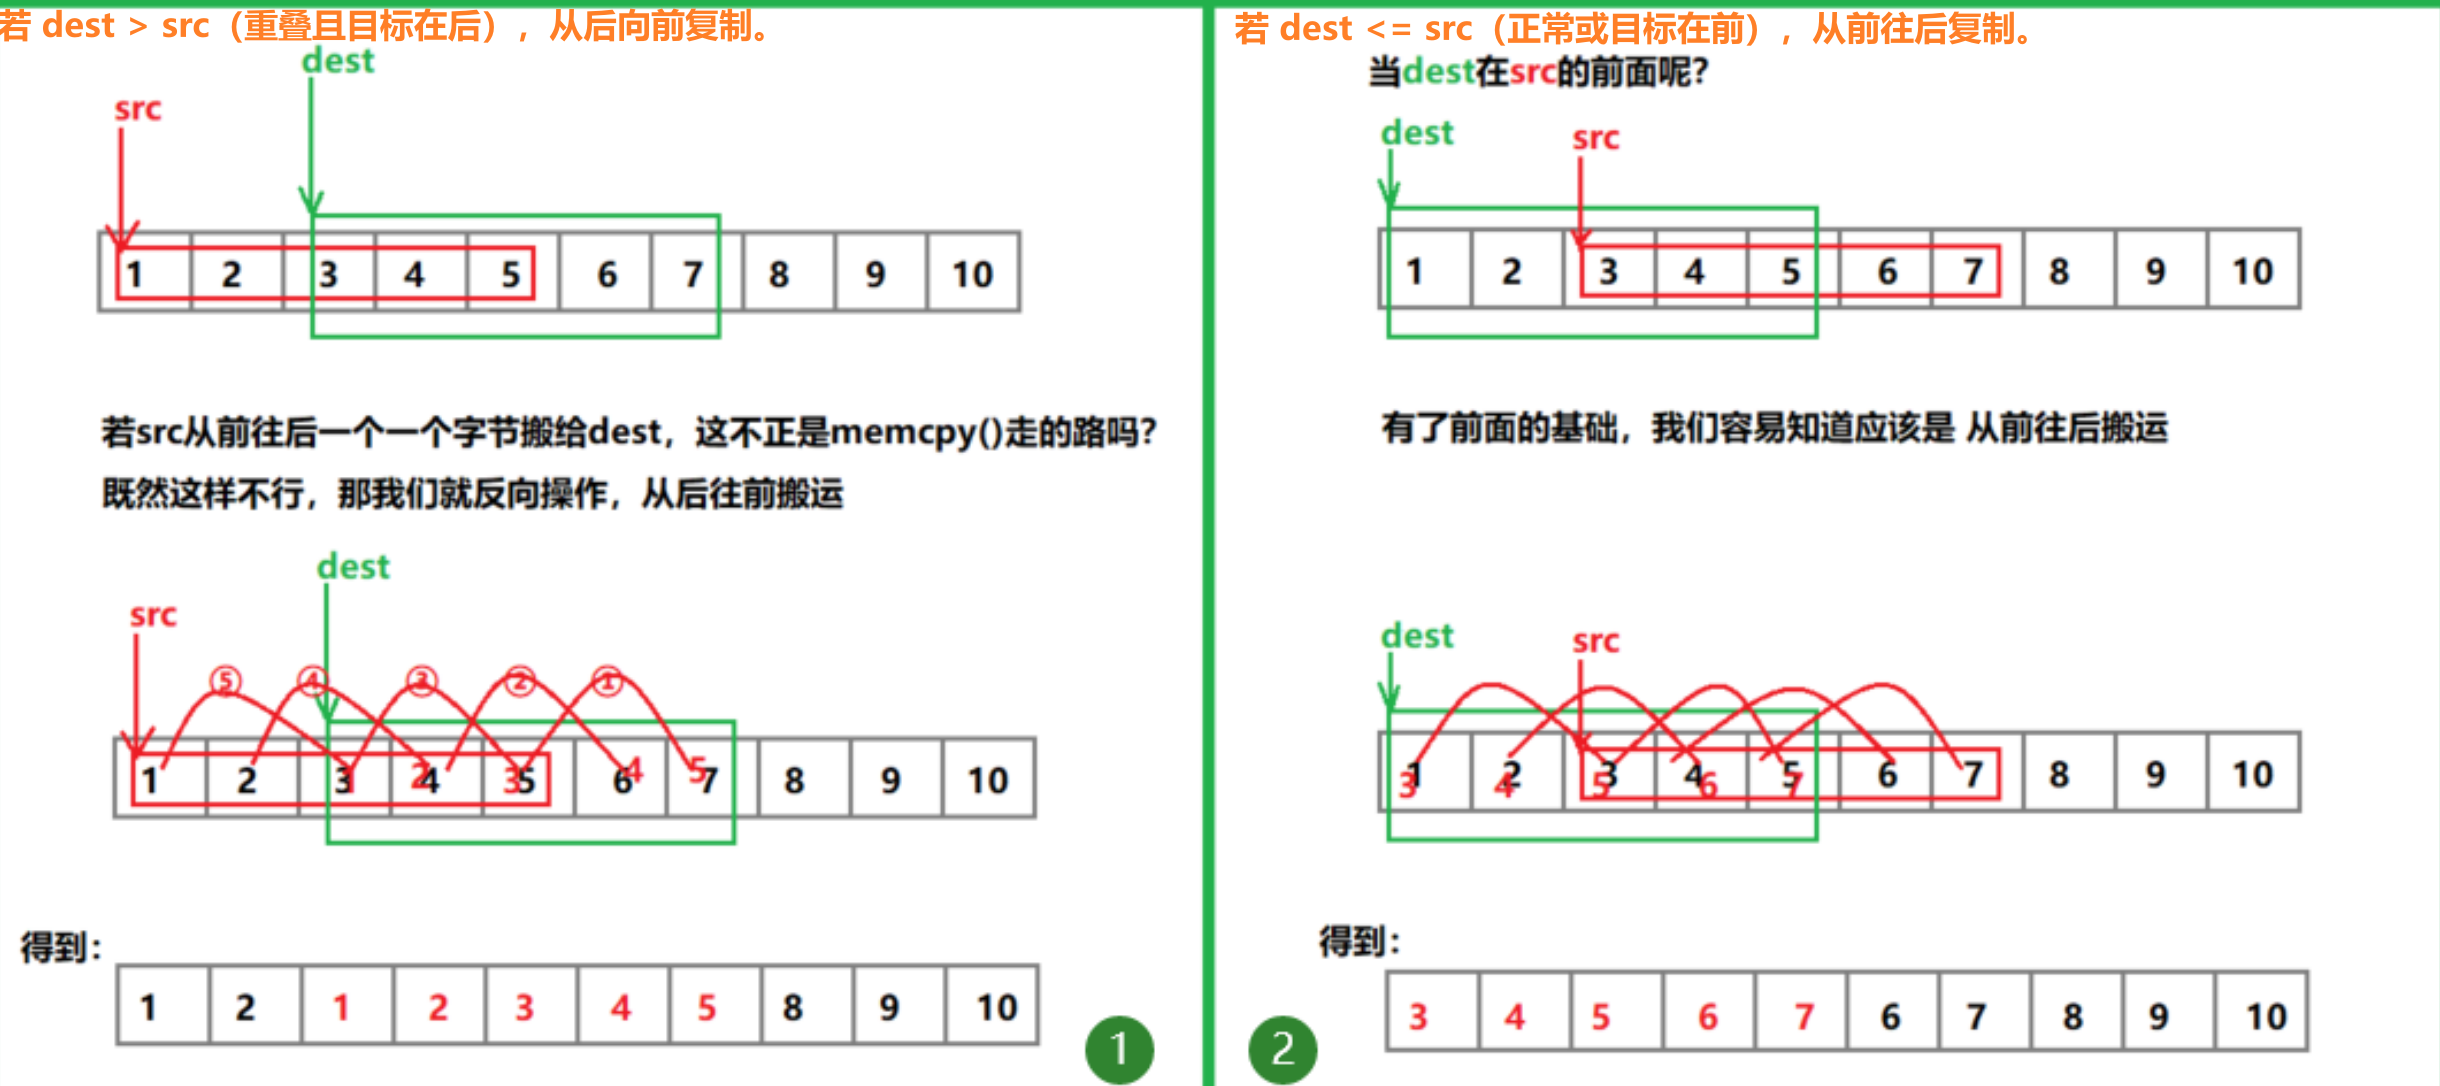 若 dest > src（重叠且目标在后），从后向前复制。
dest
src
1 2 3 4 5 6 7 8 9 10
若src从前往后一个一个字节搬给dest，这不正是memcpy()走的路吗？
既然这样不行，那我们就反向操作，从后往前搬运
dest
src
⑤ ④ ③ ② ①
1 2 3 4 5 6 7 8 9 10
1 2 3 4 5
得到：
1 2 1 2 3 4 5 8 9 10
1
若 dest <= src（正常或目标在前），从前往后复制。
当dest在src的前面呢？
dest
src
1 2 3 4 5 6 7 8 9 10
有了前面的基础，我们容易知道应该是 从前往后搬运
dest
src
1 2 3 4 5 6 7 8 9 10
3 4 5 6 7
得到：
3 4 5 6 7 6 7 8 9 10
2